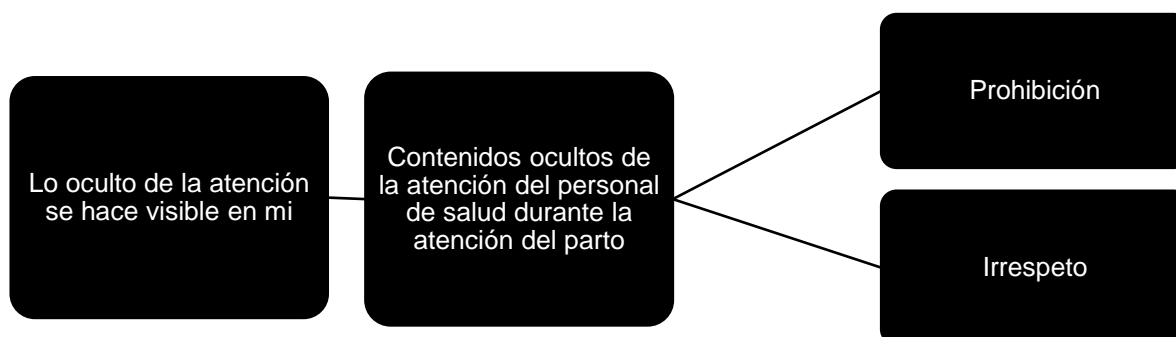 Lo oculto de la atención
se hace visible en mi
Contenidos ocultos de
la atención del personal
de salud durante la
atención del parto
Prohibición
Irrespeto